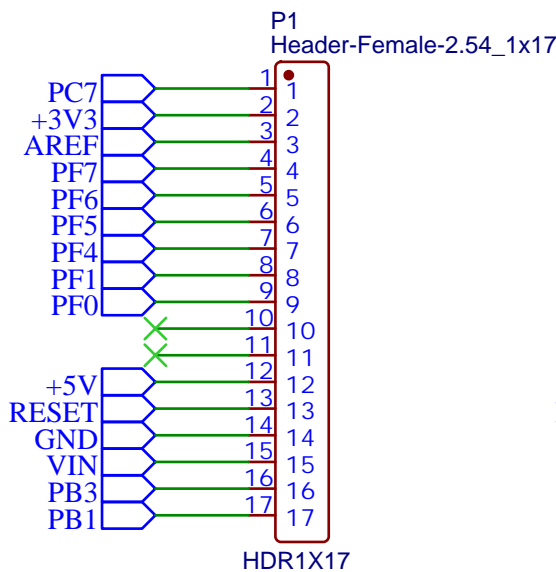 P1
Header-Female-2.54_1x17
PC7 1 1
+3V3 2 2
AREF 3 3
PF7 4 4
PF6 5 5
PF5 6 6
PF4 7 7
PF1 8 8
PF0 9 9
10 10
11 11
+5V 12 12
RESET 13 13
GND 14 14
VIN 15 15
PB3 16 16
PB1 17 17
HDR1X17